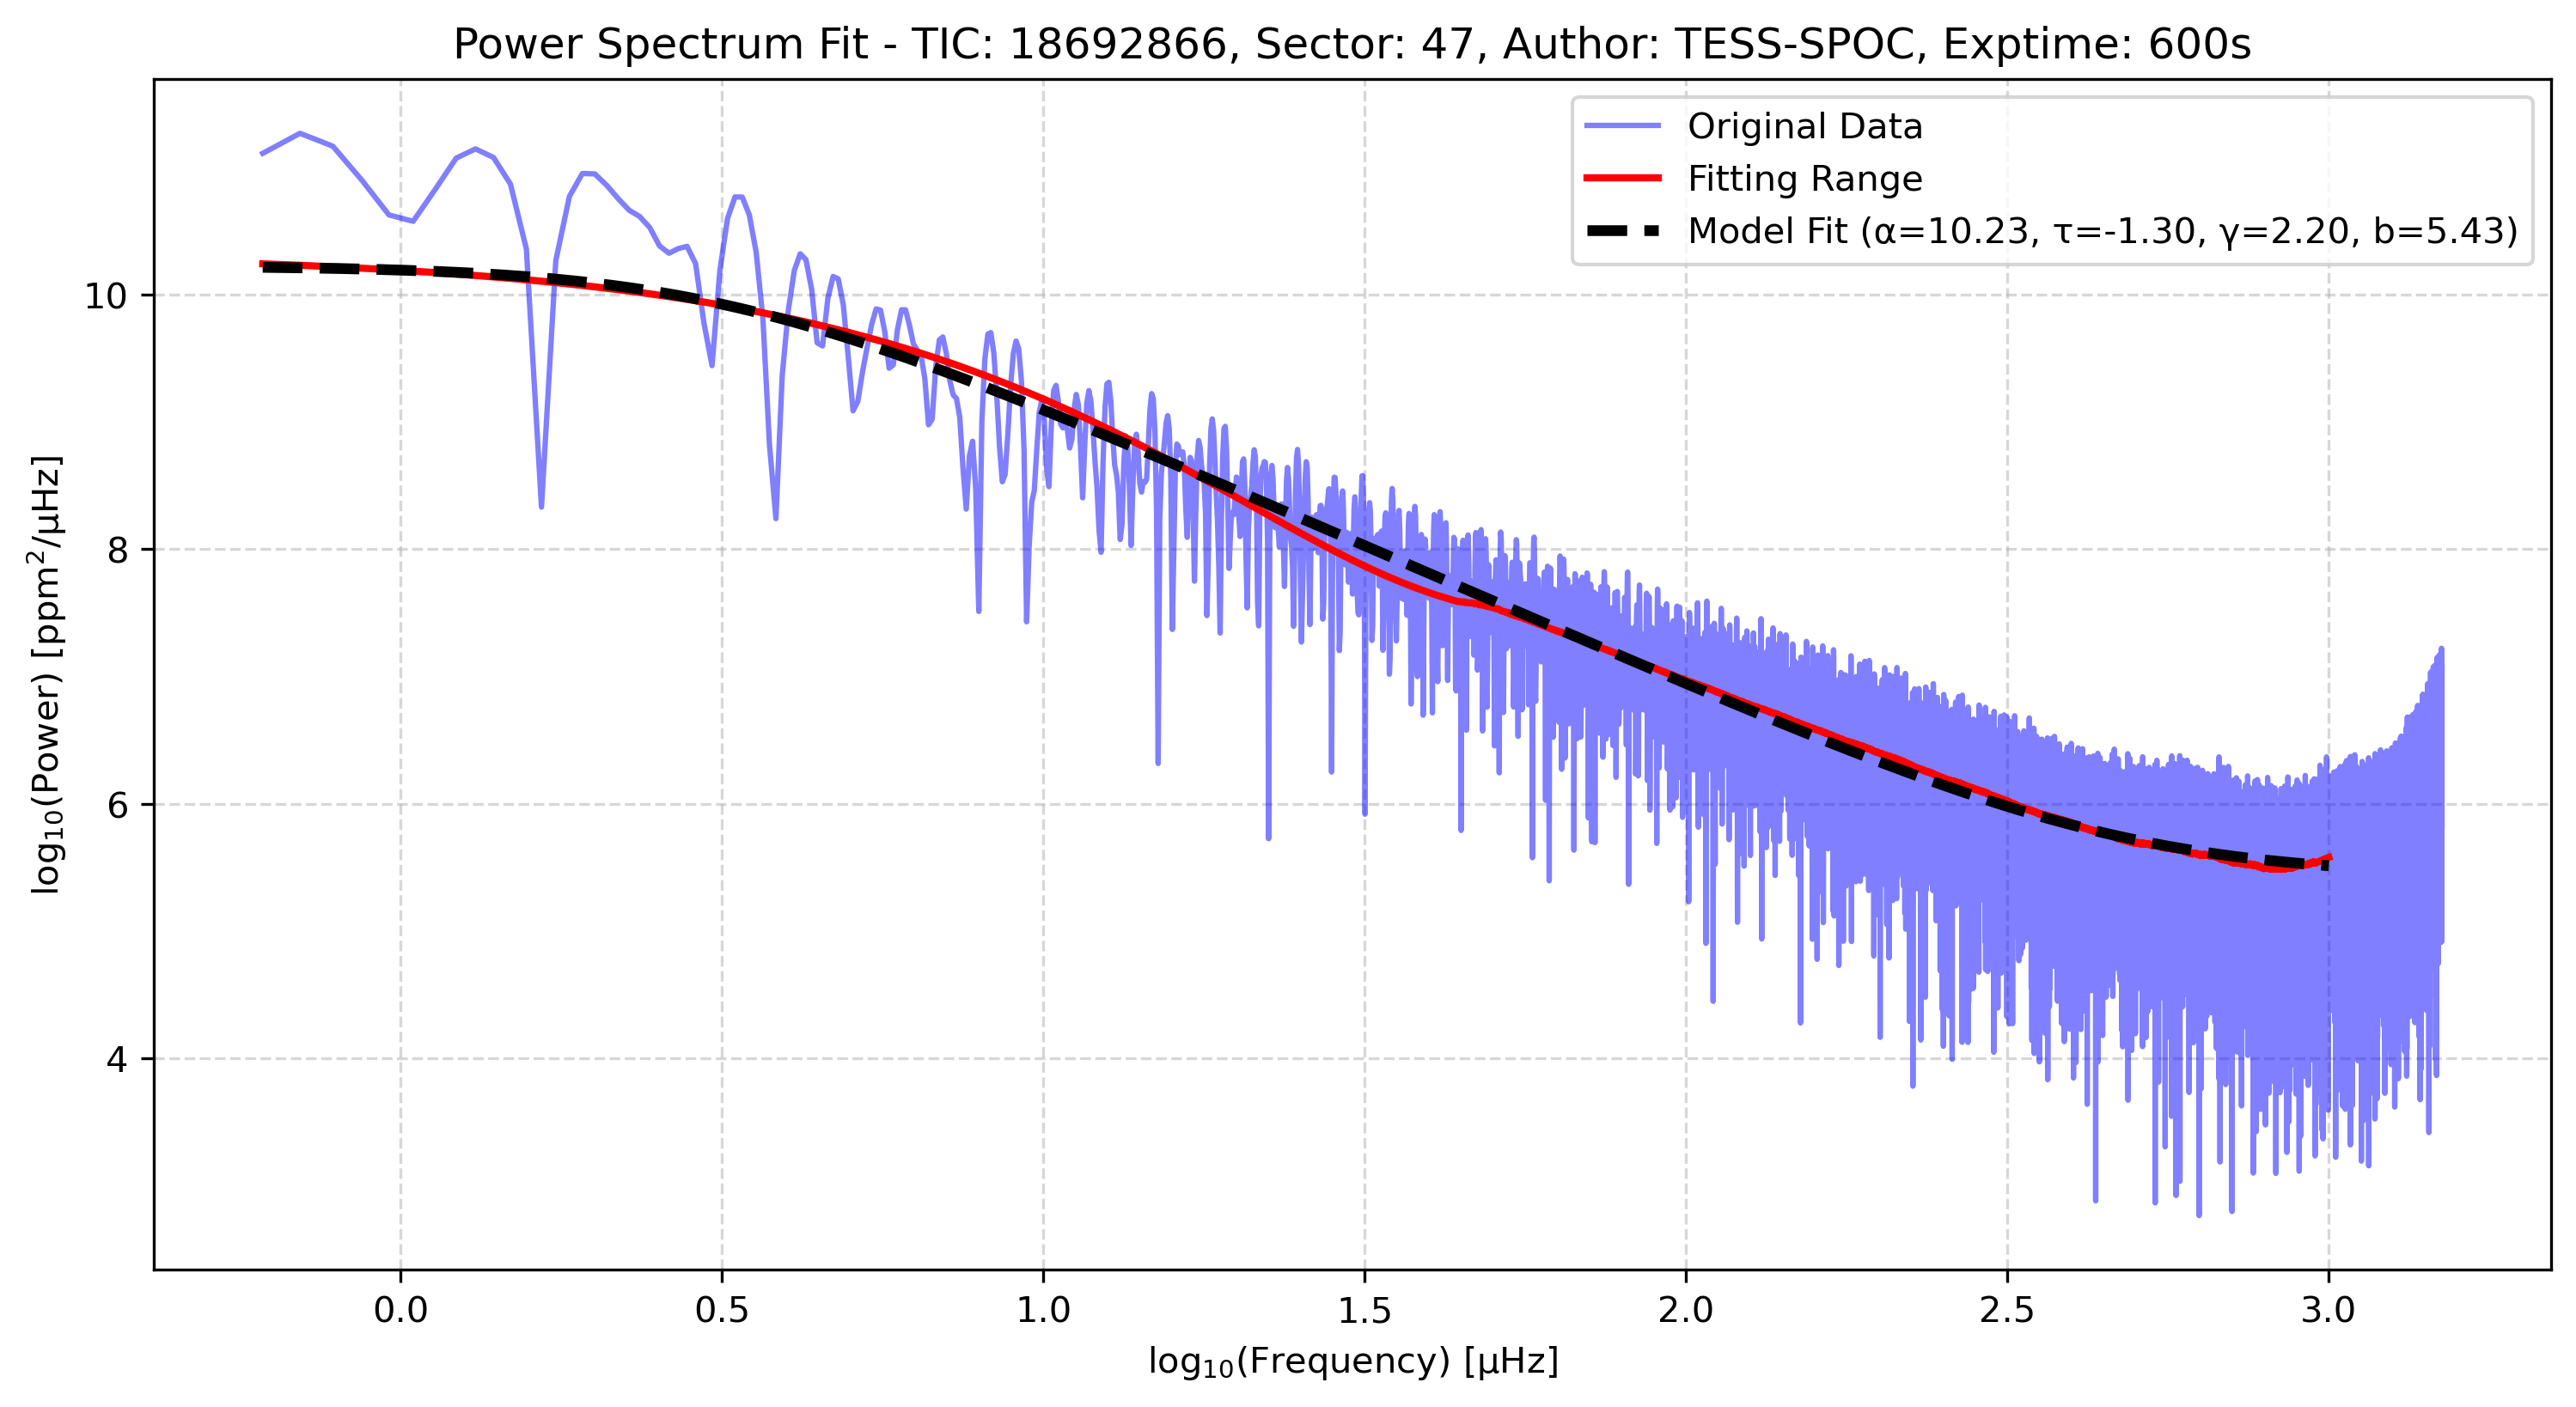 Power Spectrum Fit - TIC: 18692866, Sector: 47, Author: TESS-SPOC, Exptime: 600s
Original Data
Fitting Range
Model Fit (α=10.23, τ=-1.30, γ=2.20, b=5.43)
log₁₀(Power) [ppm²/μHz]
10
8
6
4
0.0 0.5 1.0 1.5 2.0 2.5 3.0
log₁₀(Frequency) [μHz]